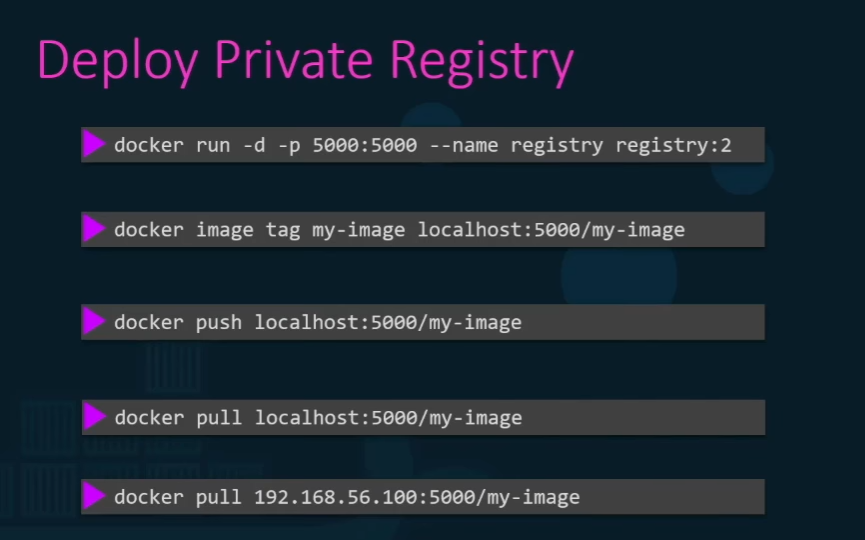 Deploy Private Registry
docker run -d -p 5000:5000 --name registry registry:2
docker image tag my-image localhost:5000/my-image
docker push localhost:5000/my-image
docker pull localhost:5000/my-image
docker pull 192.168.56.100:5000/my-image